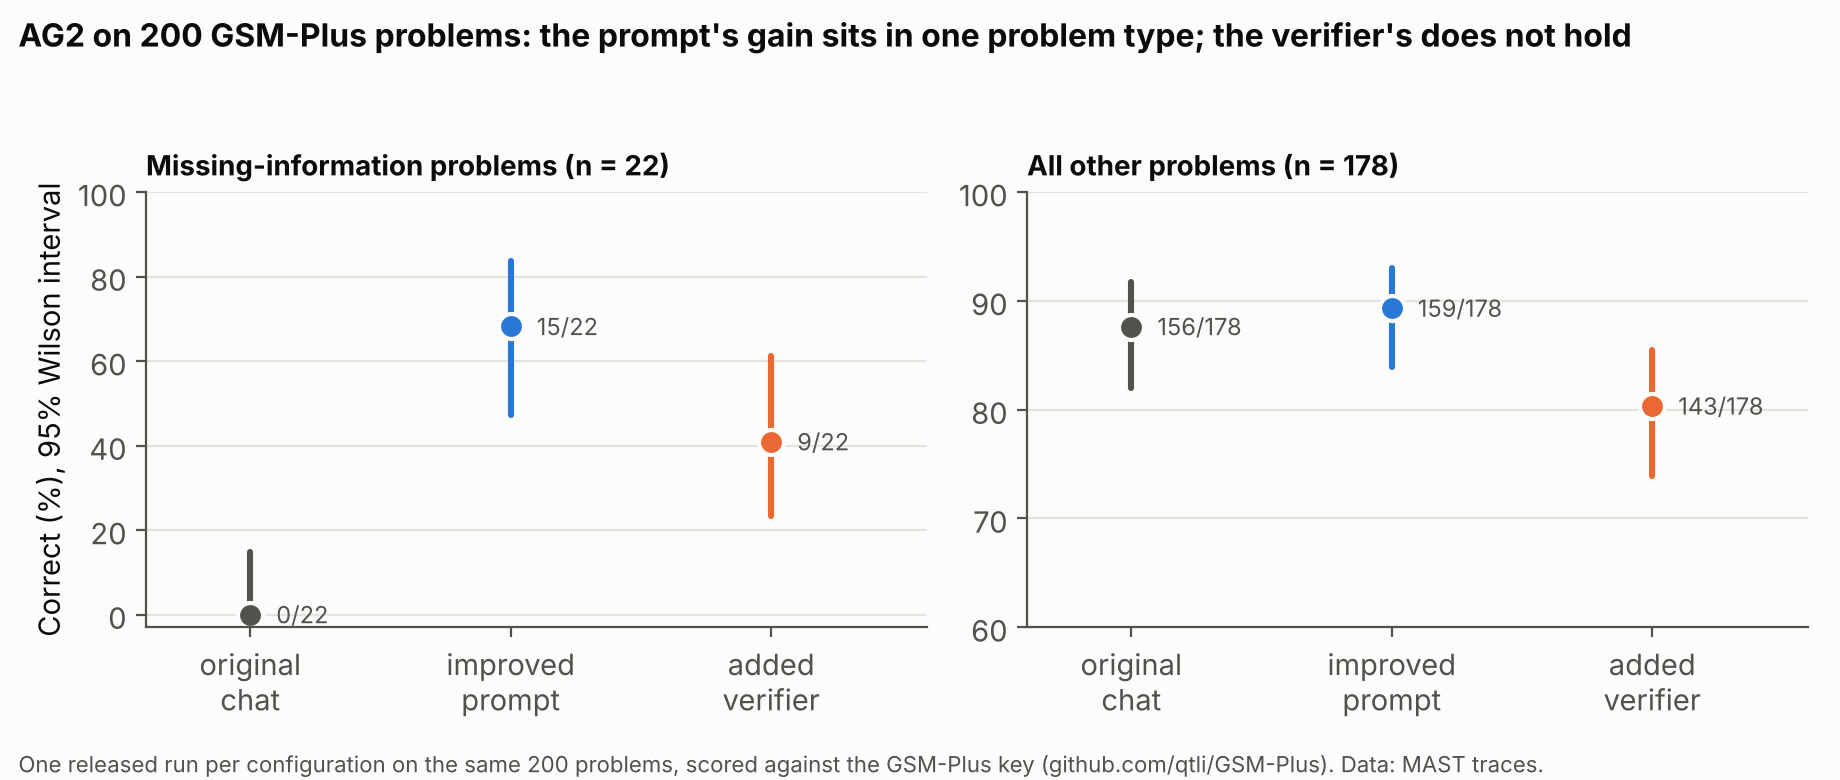 AG2 on 200 GSM-Plus problems: the prompt's gain sits in one problem type; the verifier's does not hold
Missing-information problems (n = 22)
Correct (%), 95% Wilson interval
100
80
60
40
20
0
0/22
15/22
9/22
original
chat
improved
prompt
added
verifier
All other problems (n = 178)
100
90
80
70
60
156/178
159/178
143/178
original
chat
improved
prompt
added
verifier
One released run per configuration on the same 200 problems, scored against the GSM-Plus key (github.com/qtli/GSM-Plus). Data: MAST traces.